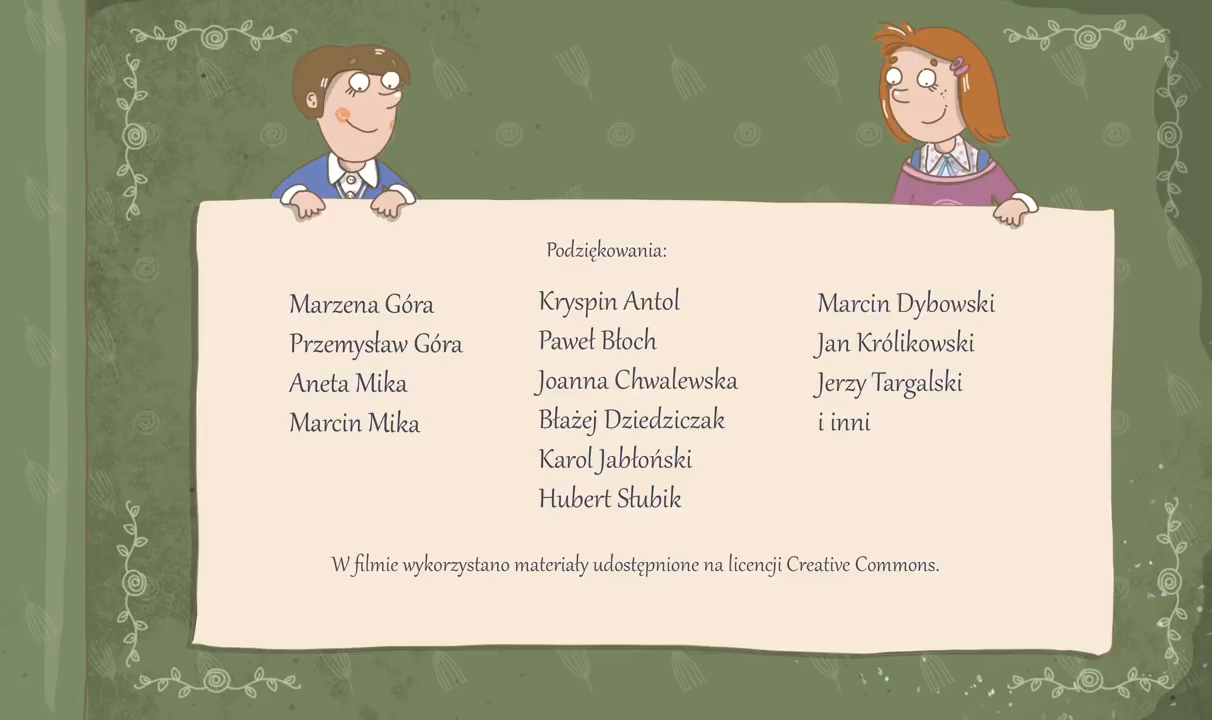 Podziękowania:
Marzena Góra
Przemysław Góra
Aneta Mika
Marcin Mika
Kryspin Antol
Paweł Błoch
Joanna Chwalewska
Błażej Dziedziczak
Karol Jabłoński
Hubert Słubik
Marcin Dybowski
Jan Królikowski
Jerzy Targalski
i inni
W filmie wykorzystano materiały udostępnione na licencji Creative Commons.